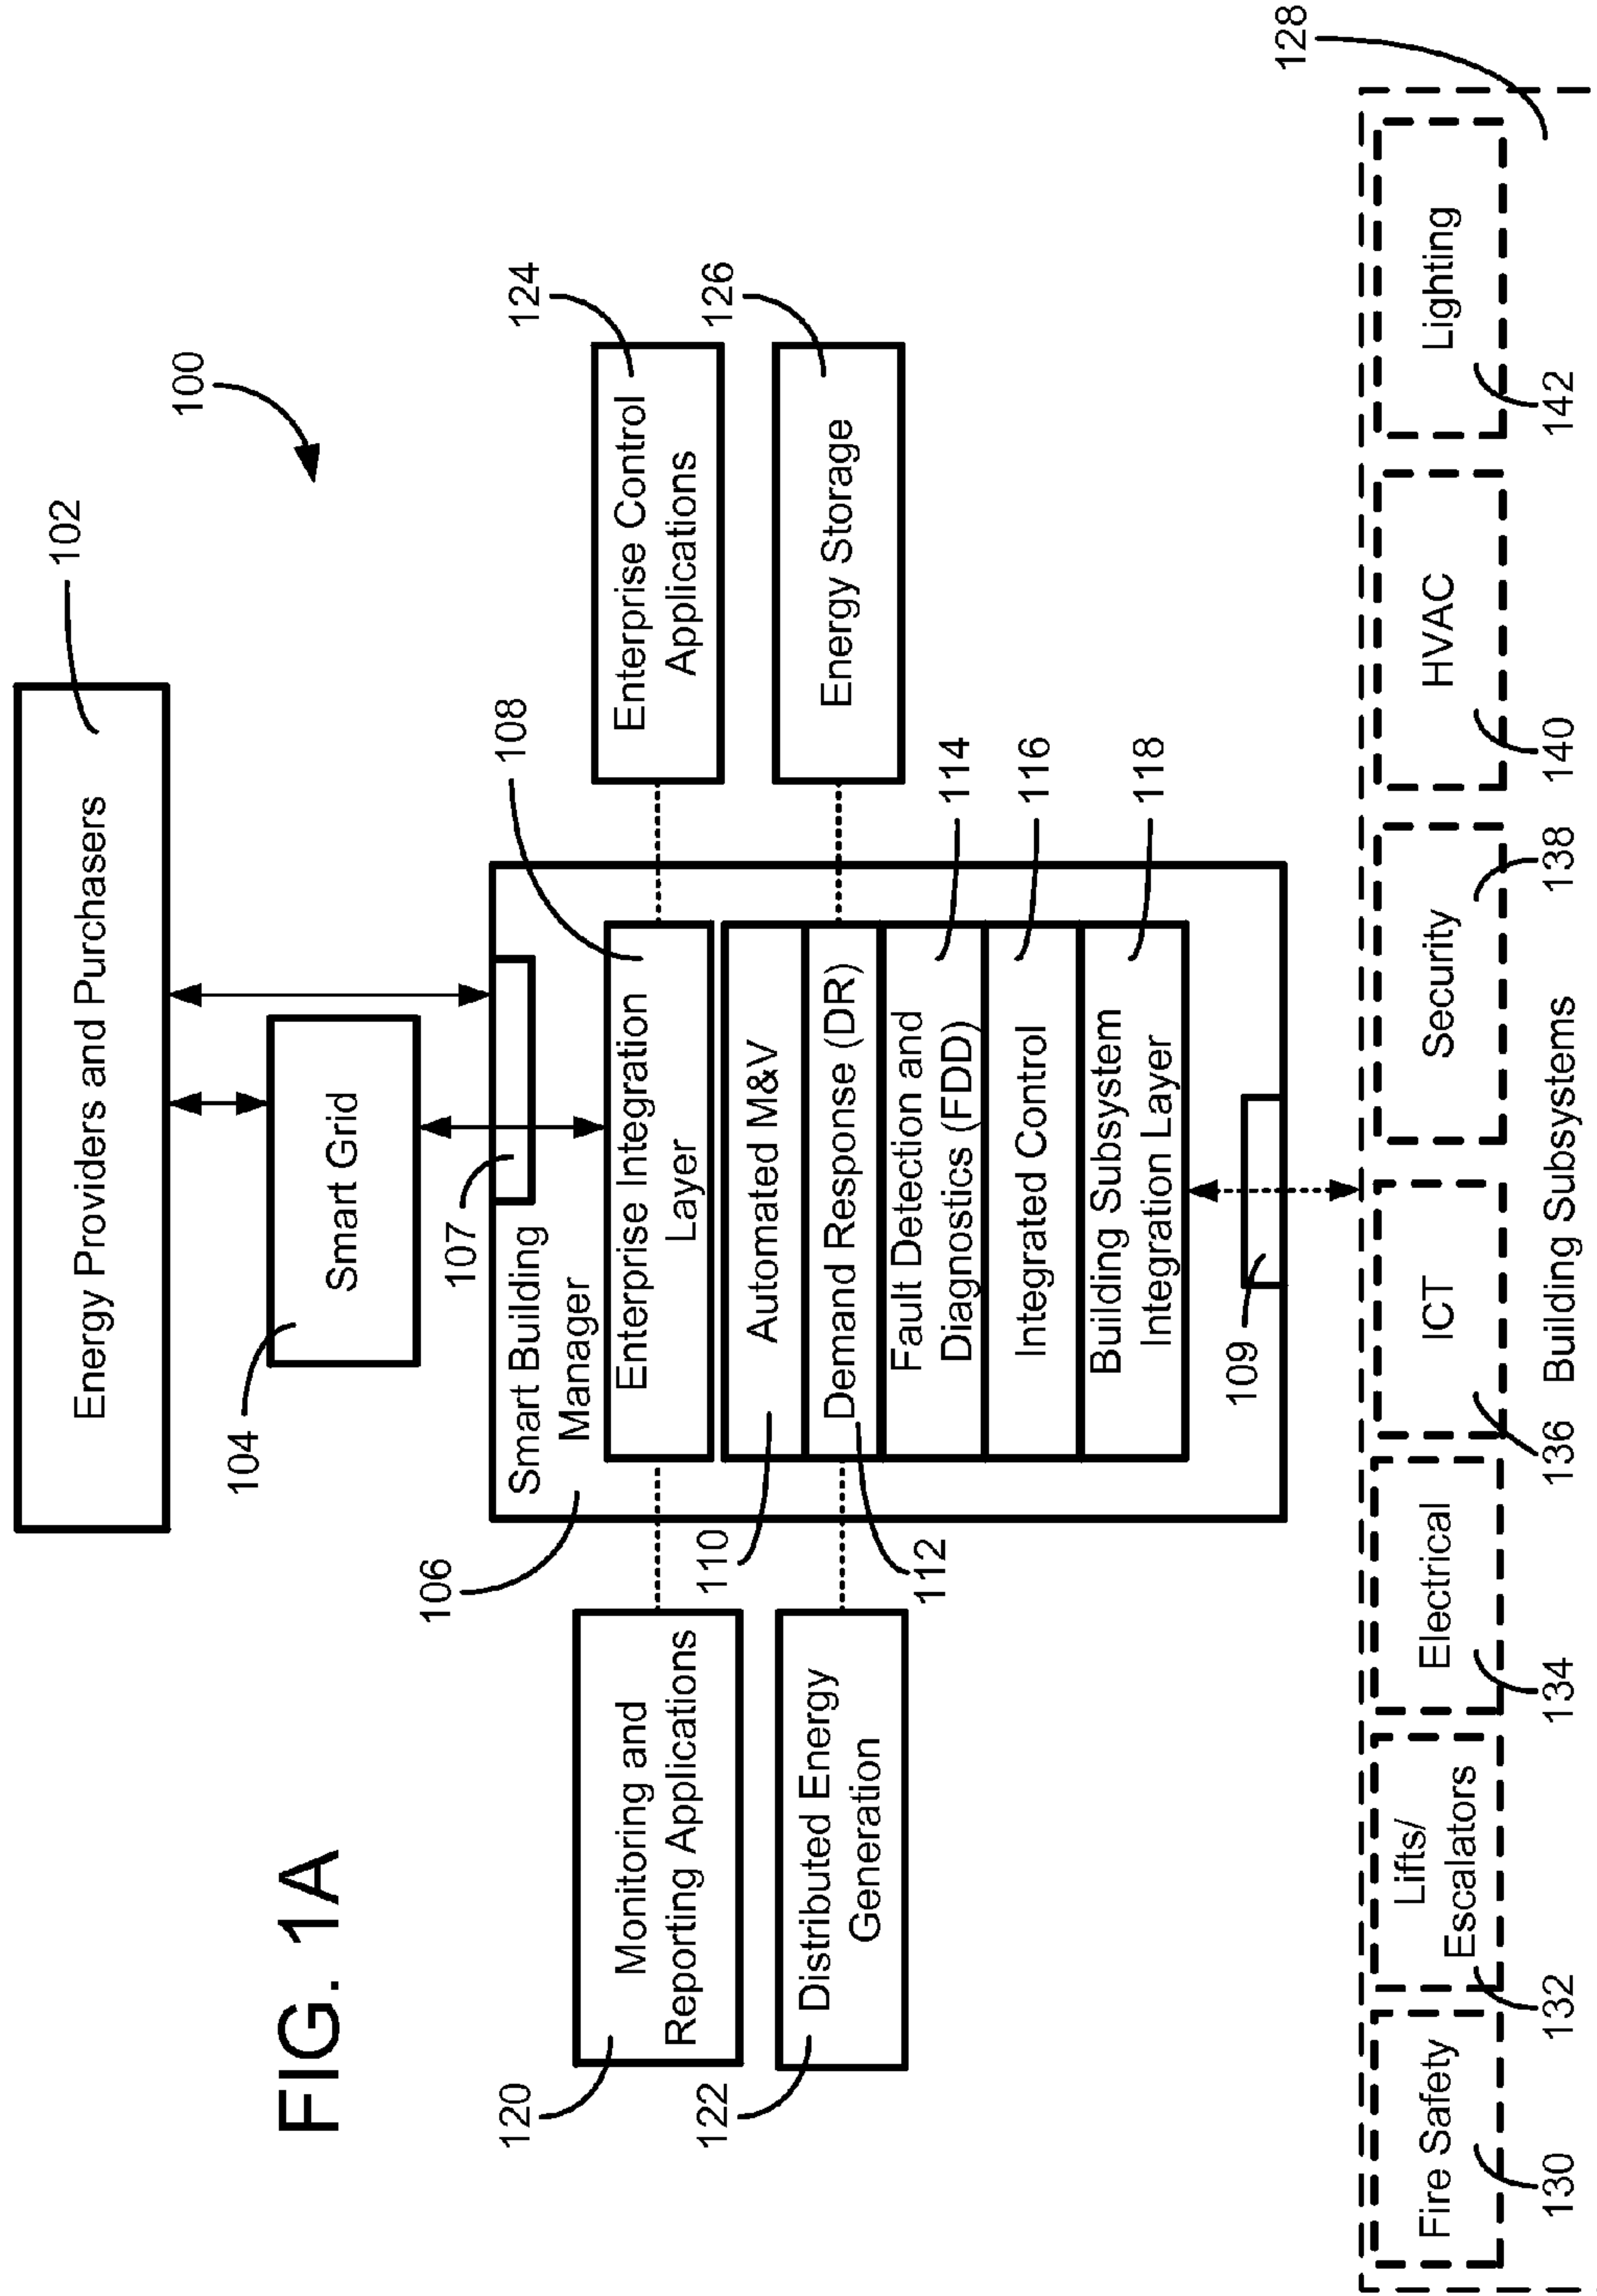 FIG. 1A
100
Energy Providers and Purchasers
102
Smart Grid
104
107
Smart Building
Manager
106
Enterprise Integration
Layer
108
Automated M&V
110
Demand Response (DR)
112
Fault Detection and
Diagnostics (FDD)
114
Integrated Control
116
Building Subsystem
Integration Layer
118
109
120
Monitoring and
Reporting Applications
122
Distributed Energy
Generation
124
Enterprise Control
Applications
126
Energy Storage
128
Fire Safety
130
Lifts/
Escalators
132
Electrical
134
ICT
136
Security
138
HVAC
140
Lighting
142
Building Subsystems